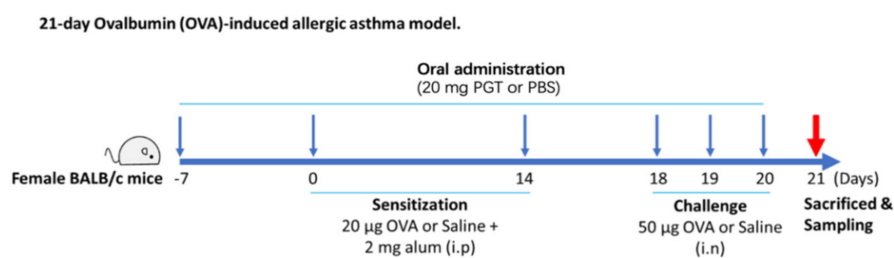 21-day Ovalbumin (OVA)-induced allergic asthma model.
Oral administration
(20 mg PGT or PBS)
Female BALB/c mice -7 0 14 18 19 20 21 (Days)
Sensitization
20 µg OVA or Saline +
2 mg alum (i.p)
Challenge
50 µg OVA or Saline
(i.n)
Sacrificed &
Sampling